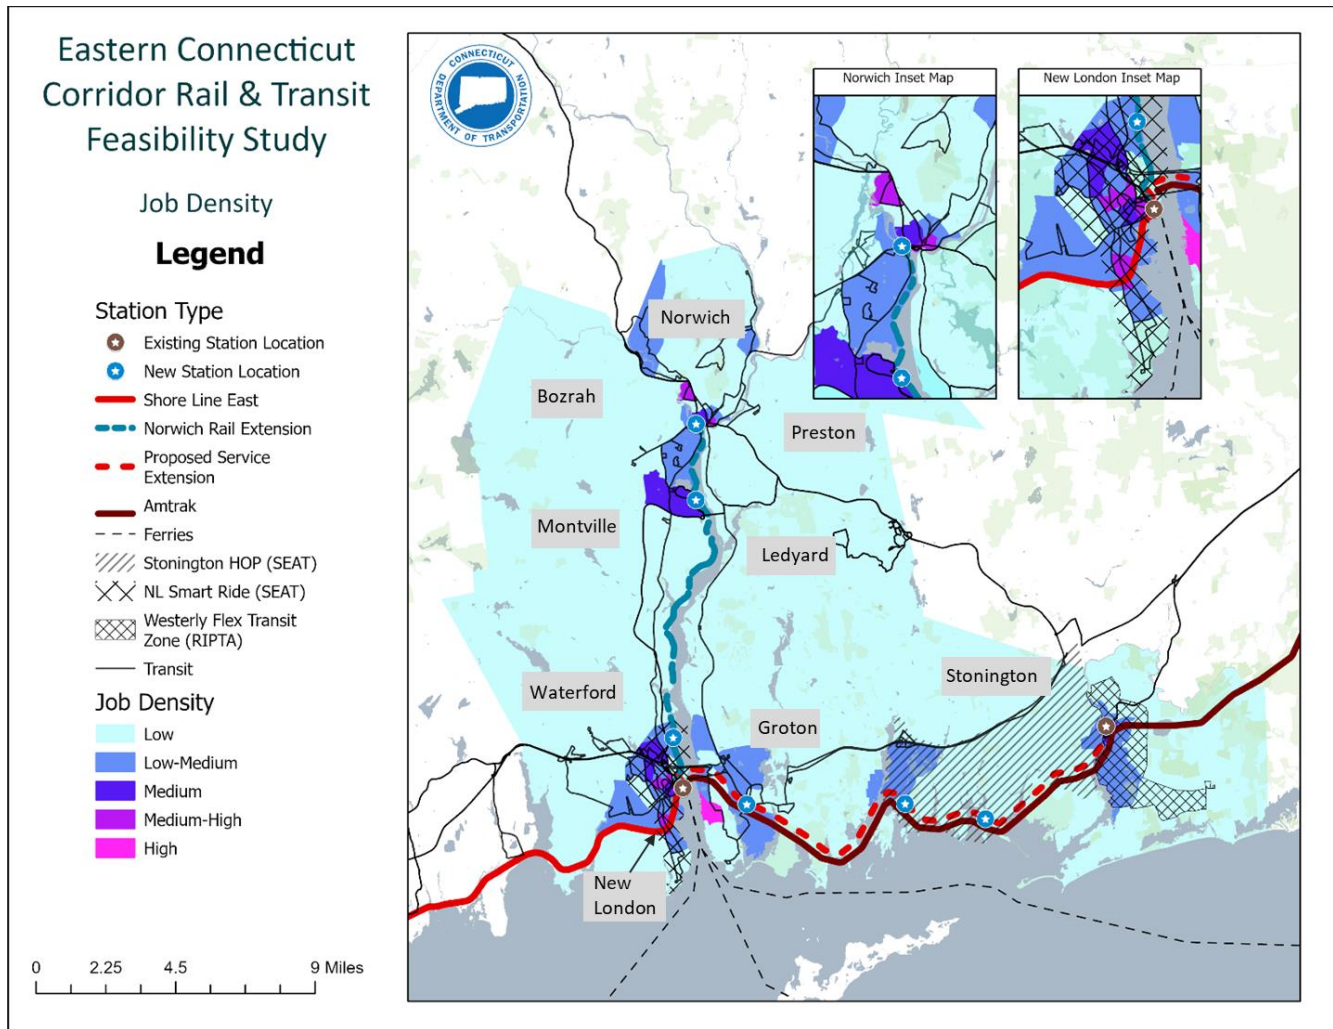 Eastern Connecticut
Corridor Rail & Transit
Feasibility Study
Job Density
Legend
Station Type
Existing Station Location
New Station Location
Shore Line East
Norwich Rail Extension
Proposed Service
Extension
Amtrak
Ferries
Stonington HOP (SEAT)
NL Smart Ride (SEAT)
Westerly Flex Transit
Zone (RIPTA)
Transit
Job Density
Low
Low-Medium
Medium
Medium-High
High
0 2.25 4.5 9 Miles
CONNECTICUT
DEPARTMENT OF TRANSPORTATION
Norwich Inset Map
New London Inset Map
Norwich
Bozrah
Preston
Montville
Ledyard
Stonington
Waterford
Groton
New
London